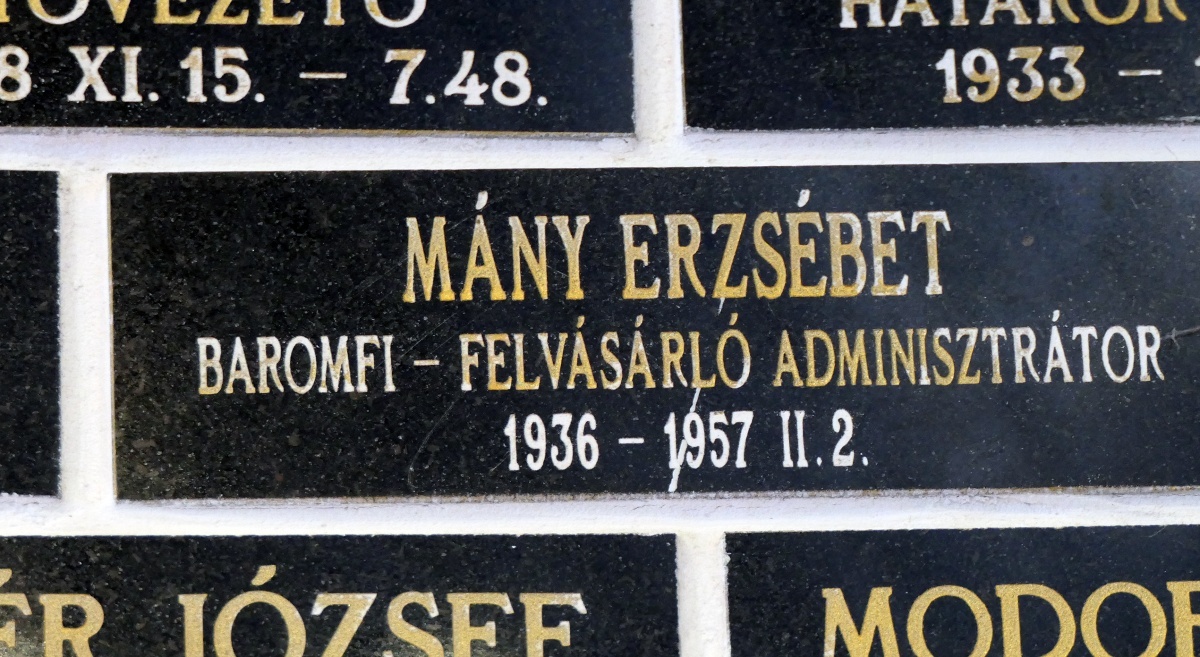 8 XI. 15. – 7.48.
1933 –
MÁNY ERZSÉBET
BAROMFI – FELVÁSÁRLÓ ADMINISZTRÁTOR
1936 – 1957 II.2.
JÓZSEF